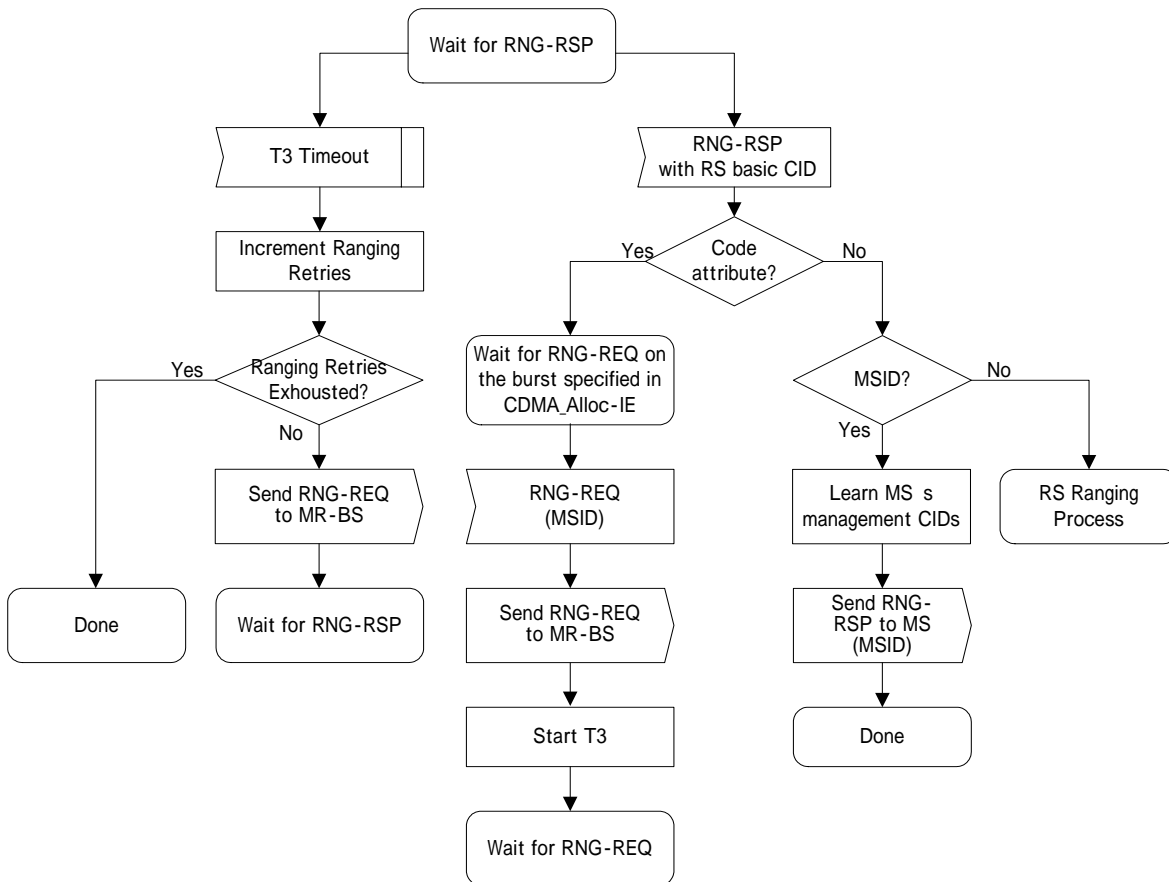 Wait for RNG-RSP
T3 Timeout
RNG-RSP
with RS basic CID
Increment Ranging
Retries
Yes
Code
attribute?
No
Yes
Ranging Retries
Exhousted?
No
Wait for RNG-REQ on
the burst specified in
CDMA_Alloc-IE
MSID?
No
Yes
Send RNG-REQ
to MR-BS
RNG-REQ
(MSID)
Learn MS s
management CIDs
RS Ranging
Process
Done
Wait for RNG-RSP
Send RNG-REQ
to MR-BS
Send RNG-
RSP to MS
(MSID)
Start T3
Done
Wait for RNG-REQ